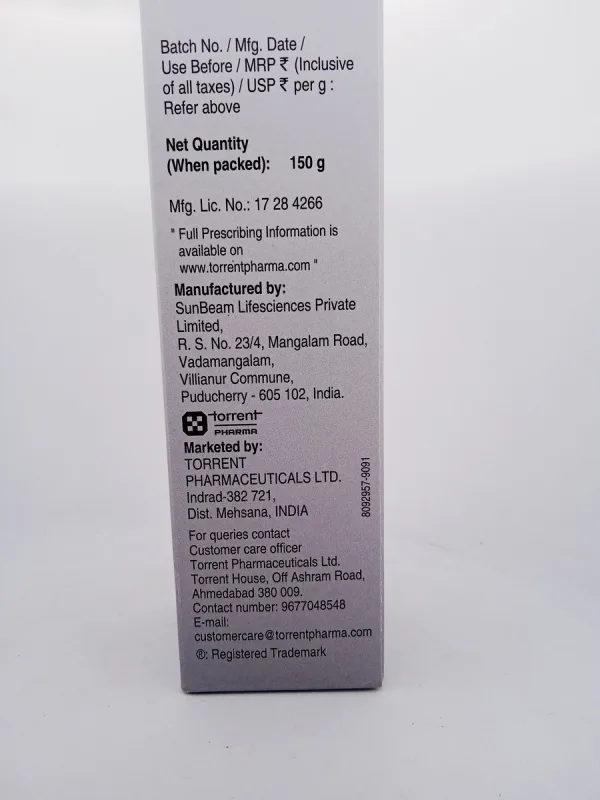 Batch No. / Mfg. Date /
Use Before / MRP ₹ (Inclusive
of all taxes) / USP ₹ per g :
Refer above
Net Quantity
(When packed): 150 g
Mfg. Lic. No.: 17 28 4266
" Full Prescribing Information is
available on
www.torrentpharma.com "
Manufactured by:
SunBeam Lifesciences Private
Limited,
R. S. No. 23/4, Mangalam Road,
Vadamangalam,
Villianur Commune,
Puducherry - 605 102, India.
torrent
PHARMA
Marketed by:
TORRENT
PHARMACEUTICALS LTD.
Indrad-382 721,
Dist. Mehsana, INDIA
8092957-9091
For queries contact
Customer care officer
Torrent Pharmaceuticals Ltd.
Torrent House, Off Ashram Road,
Ahmedabad 380 009.
Contact number: 9677048548
E-mail:
customercare@torrentpharma.com
®: Registered Trademark